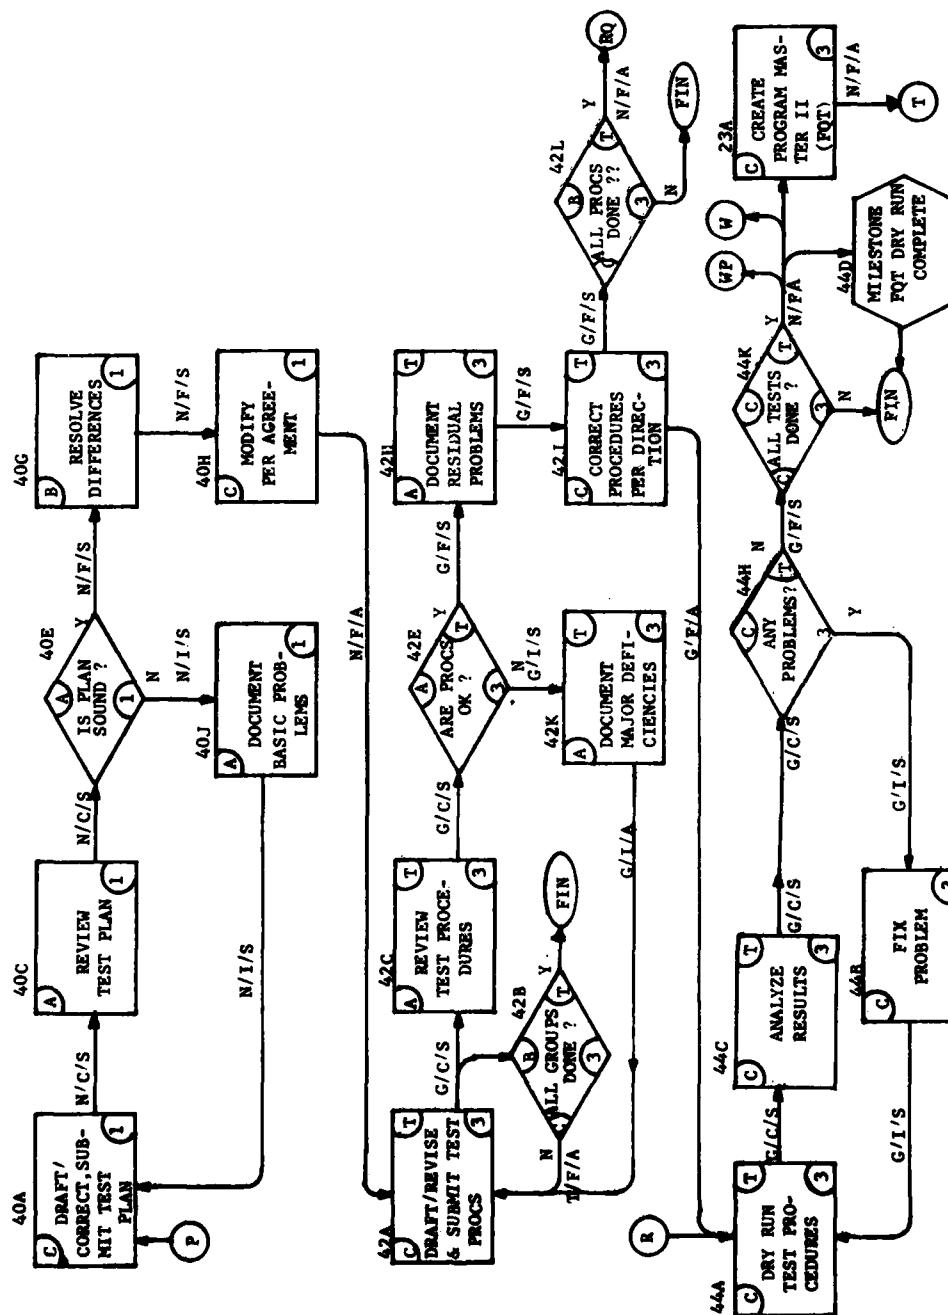 40A
C
DRAFT/
CORRECT,SUB-
MIT TEST
PLAN
1
P
N/C/S
40C
A
REVIEW
TEST PLAN
1
N/C/S
40E
A
IS PLAN
SOUND ?
1
Y
N/F/S
N
N/I/S
40J
A
DOCUMENT
BASIC PROB-
LEMS
1
N/I/S
40G
B
RESOLVE
DIFFERENCES
1
N/F/S
40H
C
MODIFY
PER AGREE-
MENT
1
N/F/A
42A
C
T
DRAFT/REVISE
& SUBMIT TEST
PROCS
3
G/C/S
42B
B
ALL GROUPS
DONE ?
C
T
3
Y
FIN
N
T/F/A
42C
A
T
REVIEW
TEST PROCE-
DURES
3
G/C/S
42E
A
ARE PROCS
OK ?
T
3
Y
G/F/S
N
G/I/S
42K
A
T
DOCUMENT
MAJOR DEFI-
CIENCIES
3
G/I/A
42H
A
T
DOCUMENT
RESIDUAL
PROBLEMS
3
G/F/S
42J
C
T
CORRECT
PROCEDURES
PER DIREC-
TION
3
G/F/A
G/F/S
42L
B
ALL PROCS
DONE ??
C
T
3
Y
N/F/A
RQ
N
FIN
R
44A
C
T
DRY RUN
TEST PRO-
CEDURES
3
G/C/S
44C
C
T
ANALYZE
RESULTS
3
G/C/S
G/C/S
44H
C
ANY
PROBLEMS?
T
3
N
G/F/S
Y
G/I/S
44B
C
FIX
PROBLEM
3
G/I/S
44K
C
ALL TESTS
DONE ?
C
T
3
Y
N/FA
N
FIN
WP
W
44D
MILESTONE
FQT DRY RUN
COMPLETE
23A
C
CREATE
PROGRAM MAS-
TER II
(FQT)
3
N/F/A
T